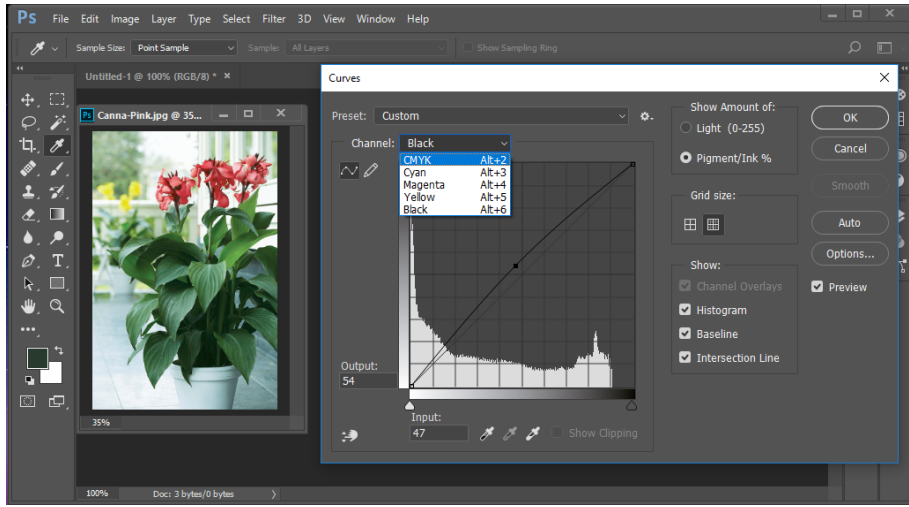 Ps File Edit Image Layer Type Select Filter 3D View Window Help
Sample Size: Point Sample Sample: All Layers Show Sampling Ring
Untitled-1 @ 100% (RGB/8) * ×
Ps Canna-Pink.jpg @ 35...
35%
100% Doc: 3 bytes/0 bytes
Curves
Preset: Custom
Channel: Black
CMYK Alt+2
Cyan Alt+3
Magenta Alt+4
Yellow Alt+5
Black Alt+6
Output:
54
Input:
47
Show Clipping
Show Amount of:
Light (0-255)
Pigment/Ink %
Grid size:
Show:
Channel Overlays
Histogram
Baseline
Intersection Line
OK
Cancel
Smooth
Auto
Options...
Preview